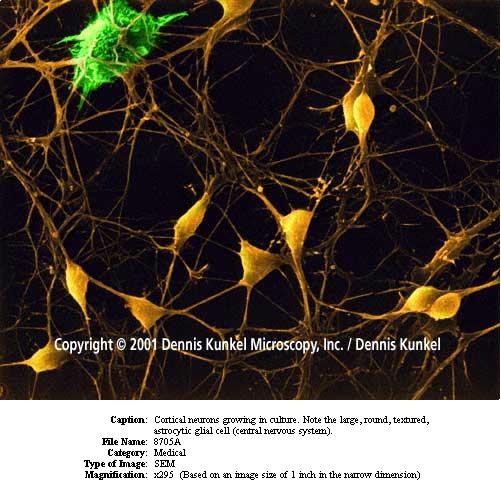 Copyright © 2001 Dennis Kunkel Microscopy, Inc. / Dennis Kunkel
Caption: Cortical neurons growing in culture. Note the large, round, textured,
astrocytic glial cell (central nervous system).
File Name: 8705A
Category: Medical
Type of Image: SEM
Magnification: x295 (Based on an image size of 1 inch in the narrow dimension)